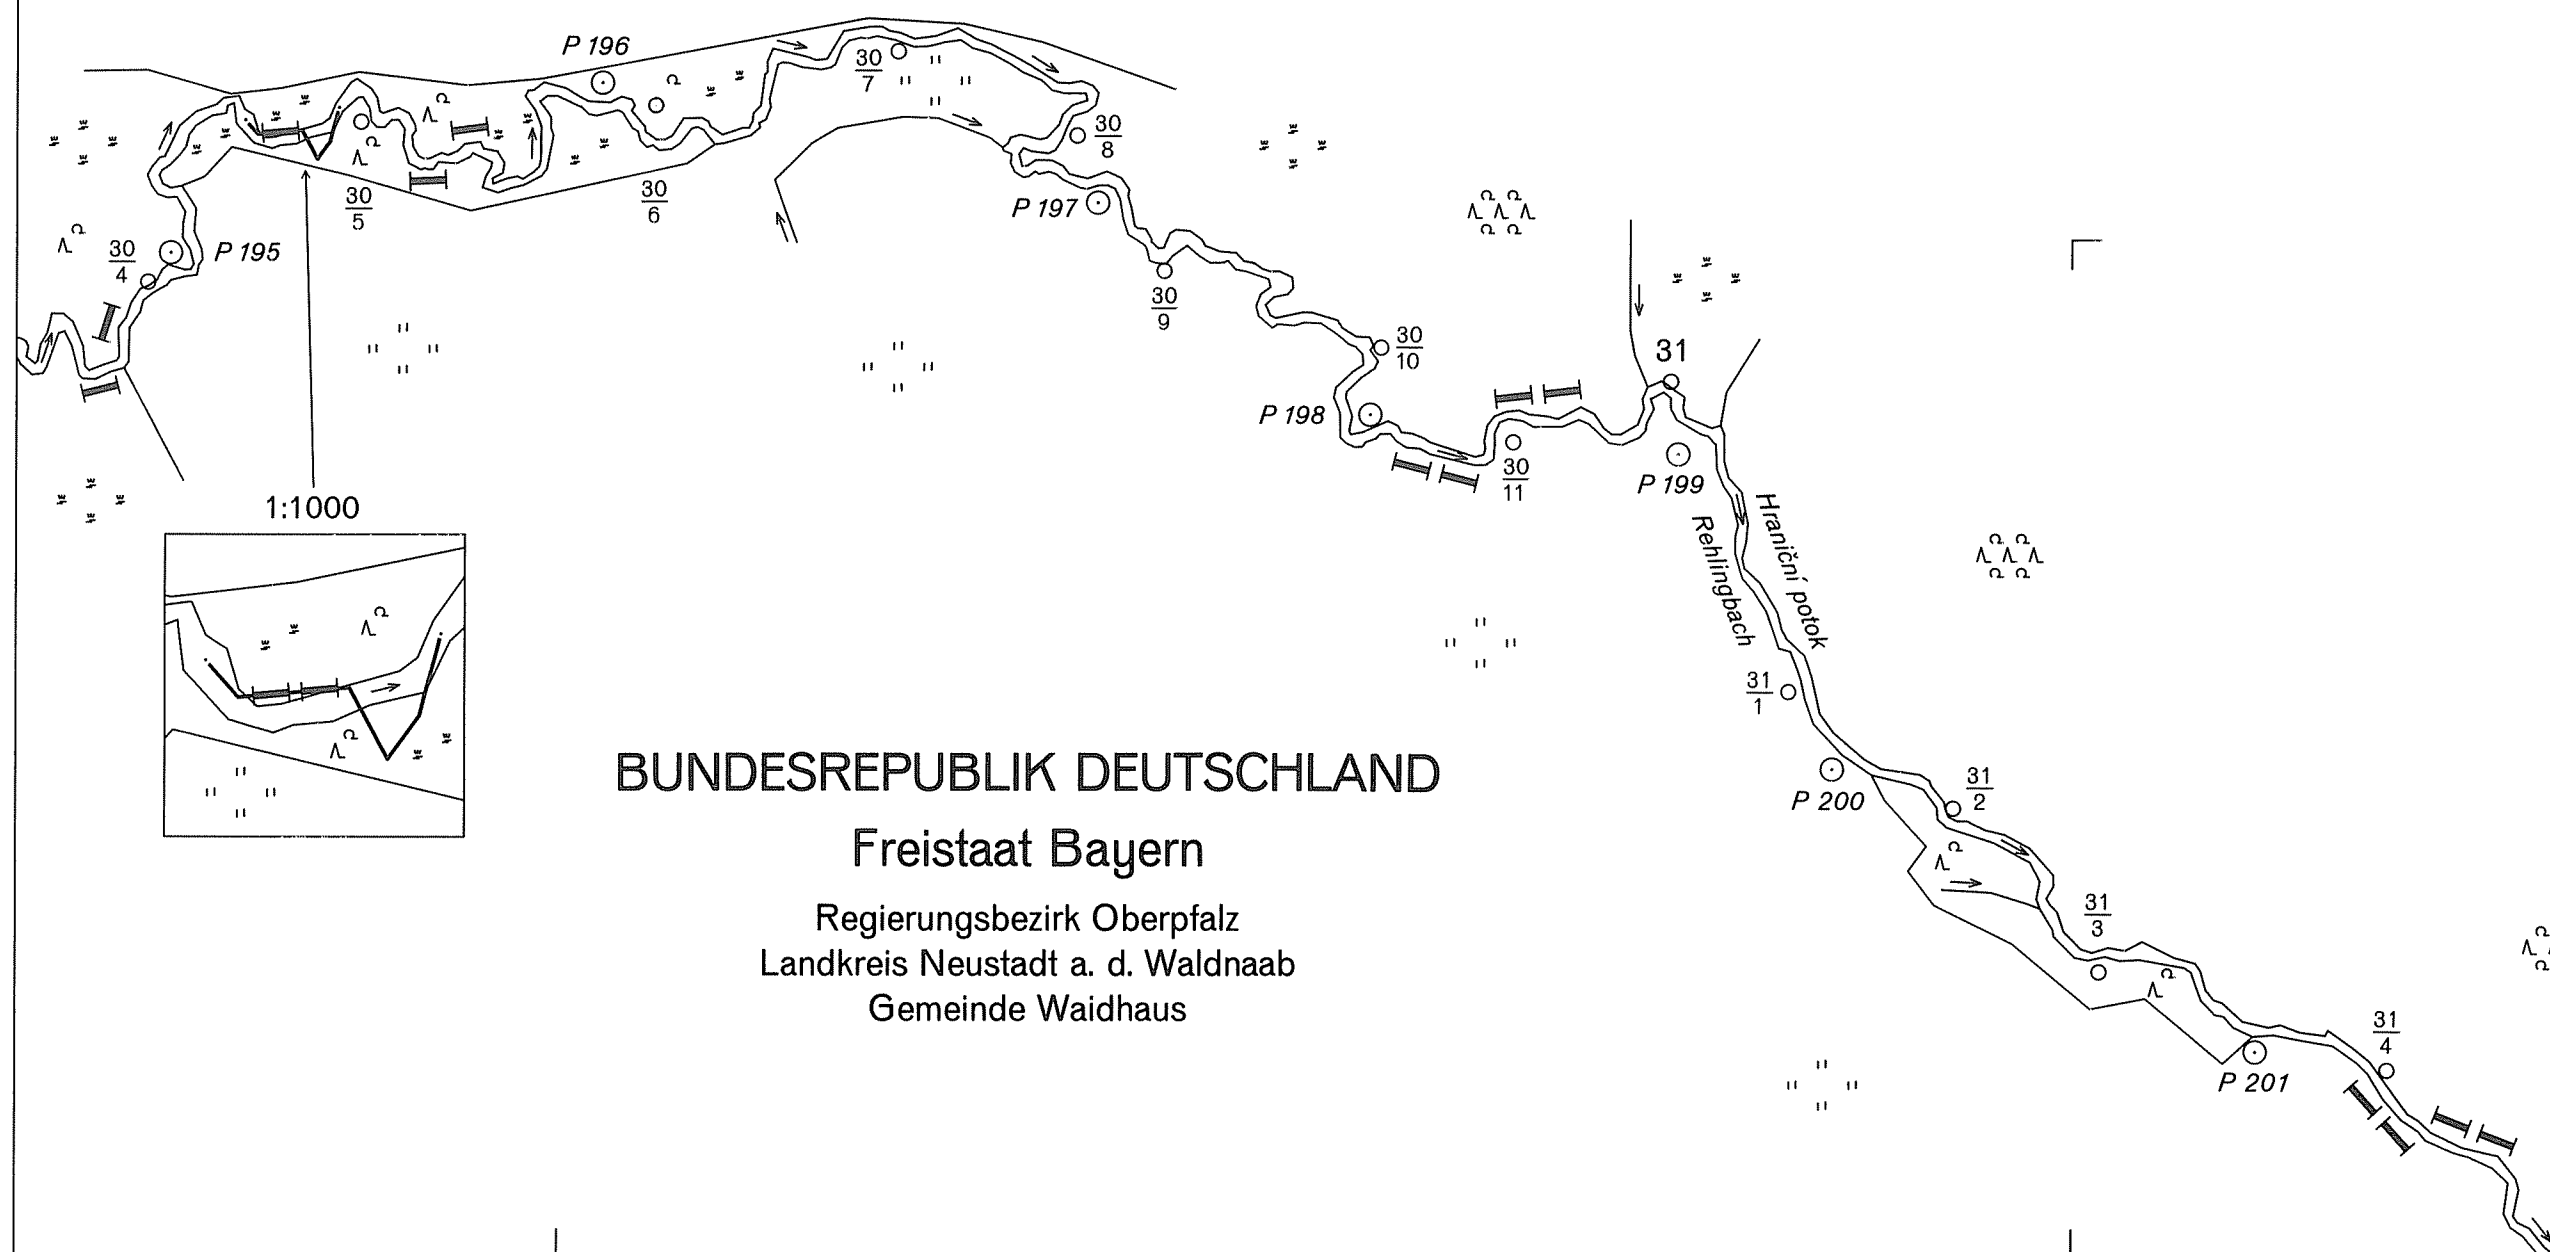 P 196
30
7
30
8
30
5
30
6
P 197
30
4
P 195
30
9
30
10
31
P 198
30
11
P 199
1:1000
Hraniční potok
Rehlingbach
31
1
BUNDESREPUBLIK DEUTSCHLAND
Freistaat Bayern
Regierungsbezirk Oberpfalz
Landkreis Neustadt a. d. Waldnaab
Gemeinde Waidhaus
P 200
31
2
31
3
31
4
P 201